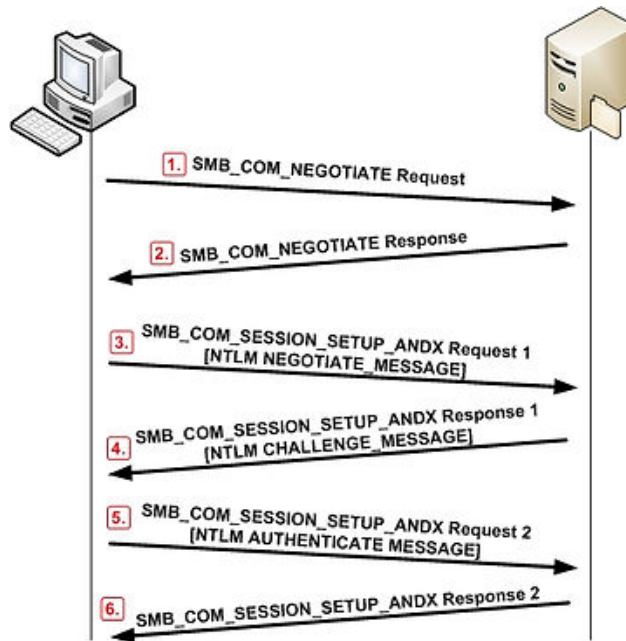 1. SMB_COM_NEGOTIATE Request
2. SMB_COM_NEGOTIATE Response
3. SMB_COM_SESSION_SETUP_ANDX Request 1
[NTLM NEGOTIATE_MESSAGE]
4. SMB_COM_SESSION_SETUP_ANDX Response 1
[NTLM CHALLENGE_MESSAGE]
5. SMB_COM_SESSION_SETUP_ANDX Request 2
[NTLM AUTHENTICATE MESSAGE]
6. SMB_COM_SESSION_SETUP_ANDX Response 2